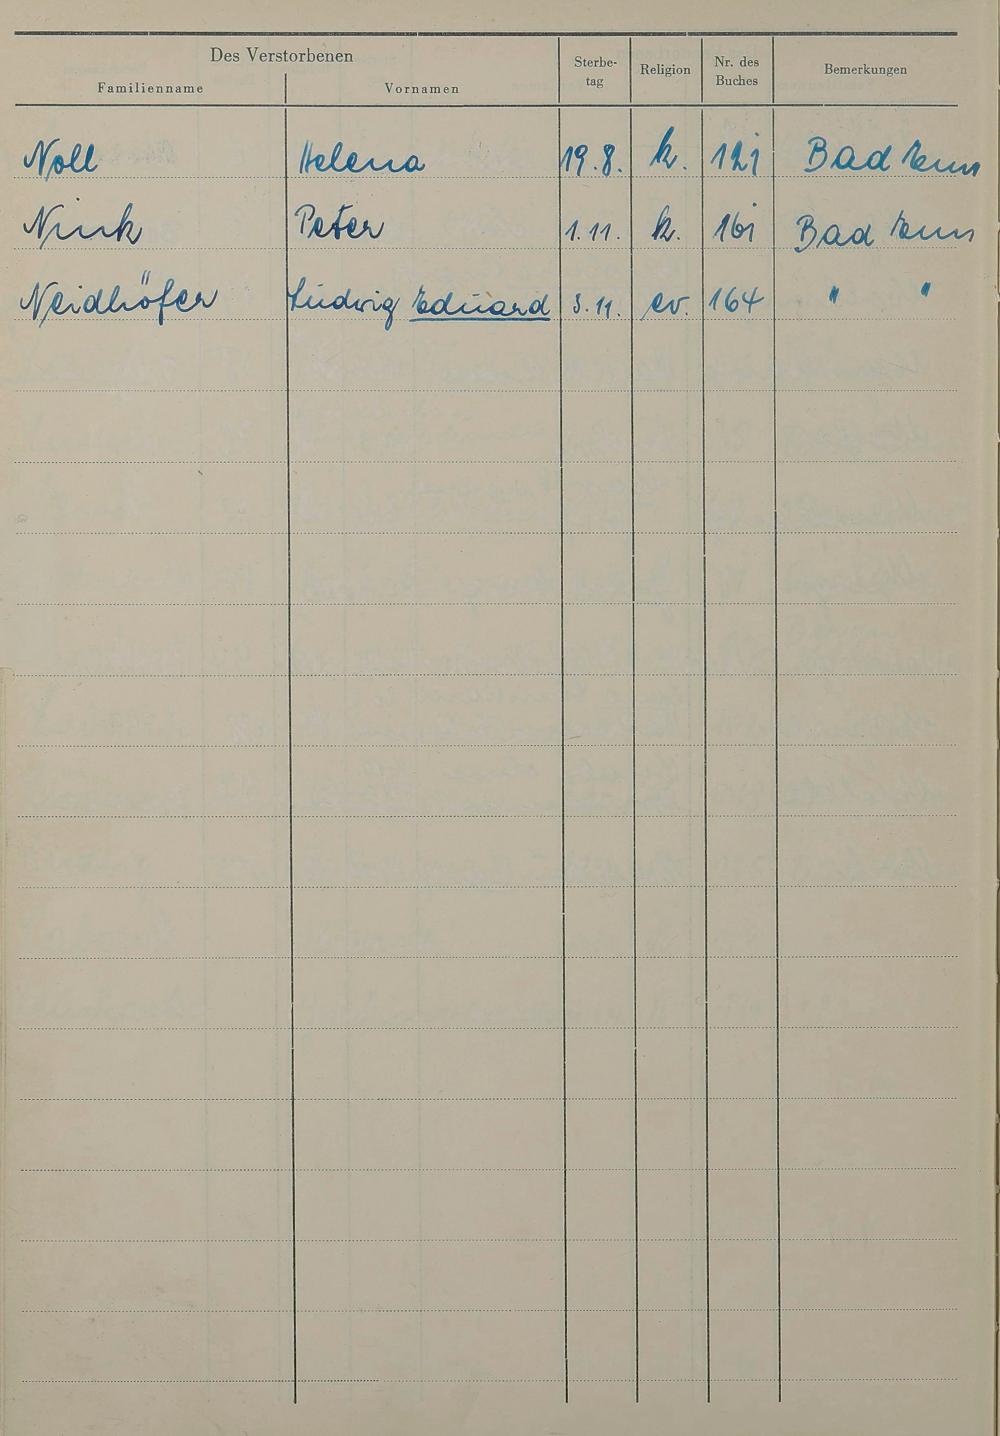 Des Verstorbenen
Familienname Vornamen Sterbe-tag Religion Nr. des Buches Bemerkungen
Noll Helena 19. 8. k. 121 Bad Ems
Nink Peter 1. 11. k. 161 Bad Ems
Neidhöfer Ludwig Eduard 3. 11. ev. 164 " "